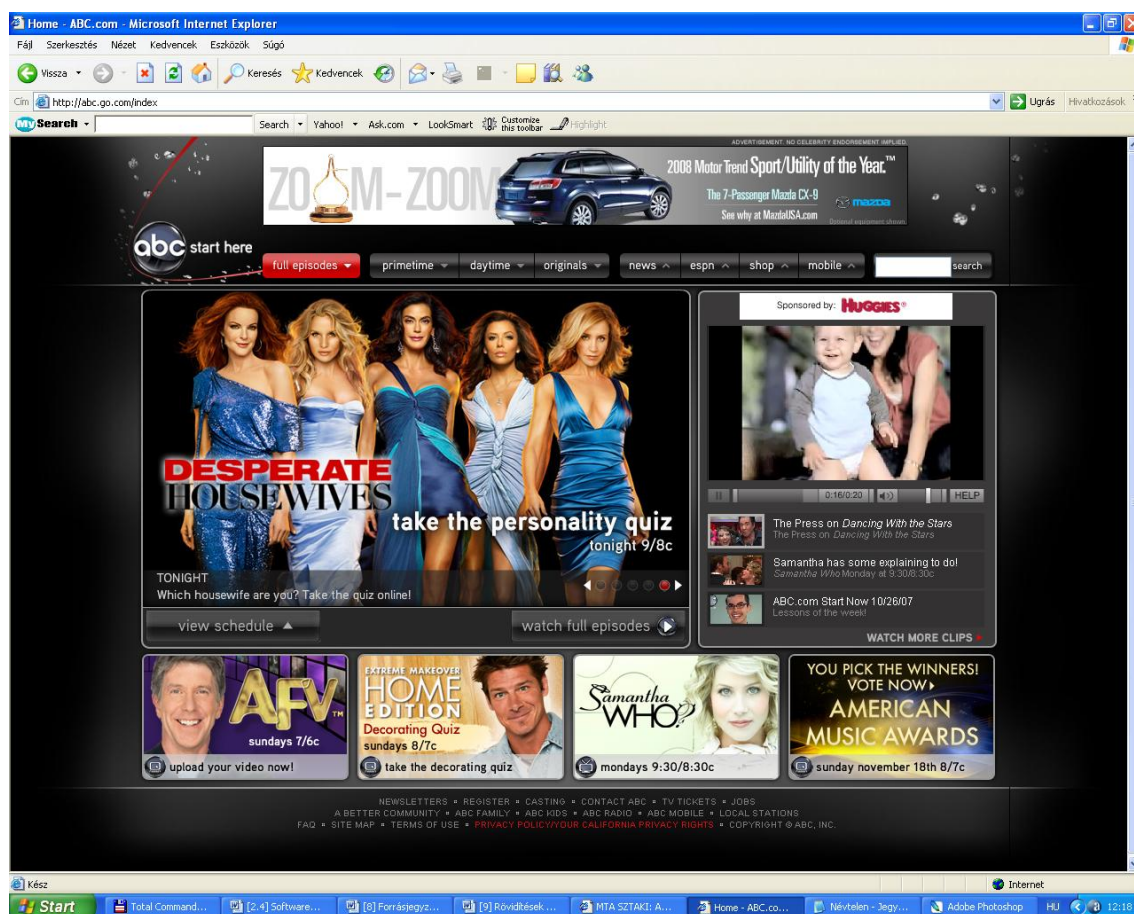 Home - ABC.com - Microsoft Internet Explorer
Fájl Szerkesztés Nézet Kedvencek Eszközök Súgó
Vissza Keresés Kedvencek
Cím http://abc.go.com/index Ugrás Hivatkozások
My Search Search Yahoo! Ask.com LookSmart Customize this toolbar Highlight
ADVERTISEMENT. NO CELEBRITY ENDORSEMENT IMPLIED.
ZOOM-ZOOM
2008 Motor Trend Sport/Utility of the Year.™
The 7-Passenger Mazda CX-9 mazda
See why at MazdaUSA.com Optional equipment shown.
abc start here
full episodes primetime daytime originals news espn shop mobile search
DESPERATE
HOUSEWIVES
take the personality quiz
tonight 9/8c
TONIGHT
Which housewife are you? Take the quiz online!
view schedule watch full episodes
Sponsored by: HUGGIES®
0:16/0:20 HELP
The Press on Dancing With the Stars
The Press on Dancing With the Stars
Samantha has some explaining to do!
Samantha Who Monday at 9:30/8:30c
ABC.com Start Now 10/26/07
Lessons of the week!
WATCH MORE CLIPS
AFV™
sundays 7/6c
upload your video now!
EXTREME MAKEOVER
HOME
EDITION
Decorating Quiz
sundays 8/7c
take the decorating quiz
Samantha
WHO?
mondays 9:30/8:30c
YOU PICK THE WINNERS!
VOTE NOW
AMERICAN
MUSIC AWARDS
sunday november 18th 8/7c
NEWSLETTERS ▪ REGISTER ▪ CASTING ▪ CONTACT ABC ▪ TV TICKETS ▪ JOBS
A BETTER COMMUNITY ▪ ABC FAMILY ▪ ABC KIDS ▪ ABC RADIO ▪ ABC MOBILE ▪ LOCAL STATIONS
FAQ ▪ SITE MAP ▪ TERMS OF USE ▪ PRIVACY POLICY/YOUR CALIFORNIA PRIVACY RIGHTS ▪ COPYRIGHT © ABC, INC.
Kész Internet
Start Total Command... [2.4] Software... [8] Forrásjegyz... [9] Rövidítések ... MTA SZTAKI: A... Home - ABC.co... Névtelen - Jegy... Adobe Photoshop HU 12:18